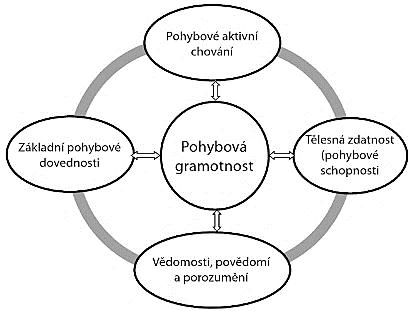 Pohybové aktivní
chování
Základní pohybové
dovednosti
Pohybová
gramotnost
Tělesná zdatnost
(pohybové
schopnosti
Vědomosti, povědomí
a porozumění